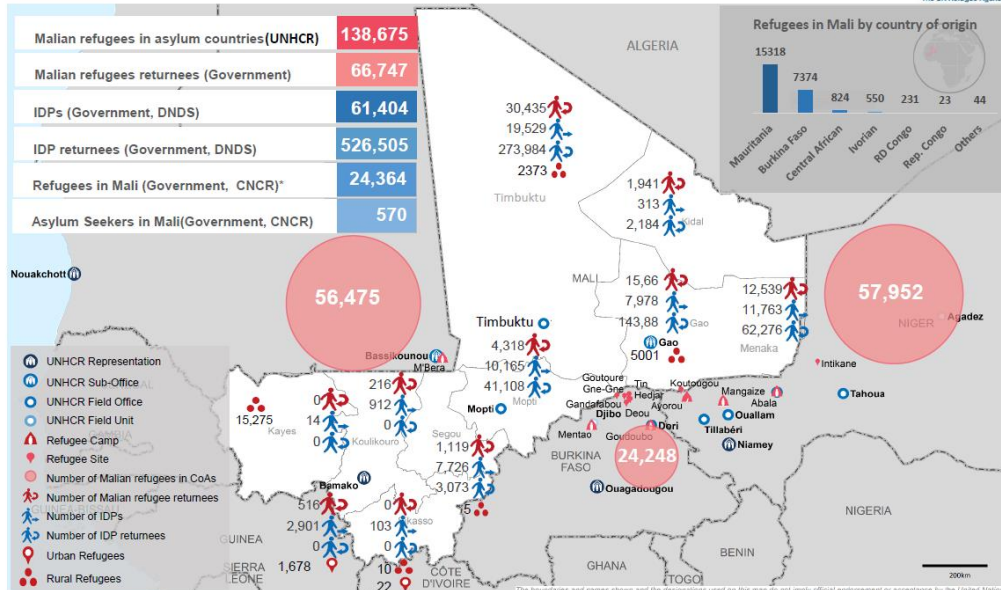 Malian refugees in asylum countries(UNHCR) 138,675
Malian refugees returnees (Government) 66,747
IDPs (Government, DNDS) 61,404
IDP returnees (Government, DNDS) 526,505
Refugees in Mali (Government, CNCR)* 24,364
Asylum Seekers in Mali(Government, CNCR) 570
Refugees in Mali by country of origin
15318
7374
824
550
231
23
44
Mauritania
Burkina Faso
Central African
Ivorian
RD Congo
Rep. Congo
Others
ALGERIA
30,435
19,529
273,984
2373
Timbuktu
1,941
313
2,184
Kidal
Nouakchott
56,475
MALI
15,66
7,978
143,88
Gao
Gao
5001
12,539
11,763
62,276
Menaka
57,952
NIGER
Agadez
Timbuktu
4,318
10,165
41,108
Mopti
Mopti
Bassikounou
M'Bera
Intikane
Tahoua
Goutoure
Gne-Gne
Tin
Hedjar
Koutougou
Mangaize
Abala
Gandafabou
Djibo
Deou
Ayorou
Ouallam
Tillabéri
Mentao
Dori
Goudoubo
Niamey
BURKINA
FASO
24,248
Ouagadougou
15,275
0
14
0
Kayes
216
912
0
Koulikouro
Segou
1,119
7,726
3,073
5
Bamako
516
2,901
0
1,678
0
103
0
kasso
10
22
GUINEA
SIERRA
LEONE
CÔTE
D'IVOIRE
GHANA
TOGO
BENIN
NIGERIA
200km
UNHCR Representation
UNHCR Sub-Office
UNHCR Field Office
UNHCR Field Unit
Refugee Camp
Refugee Site
Number of Malian refugees in CoAs
Number of Malian refugee returnees
Number of IDPs
Number of IDP returnees
Urban Refugees
Rural Refugees
GUINEA-BISSAU